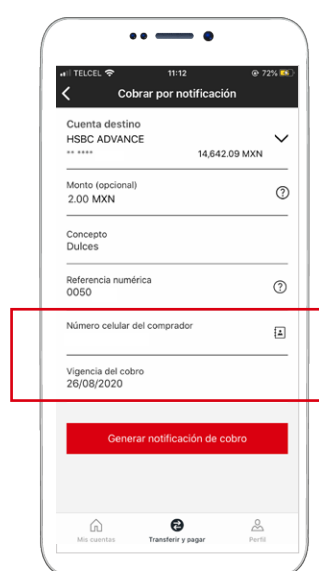 TELCEL 11:12 72%
Cobrar por notificación
Cuenta destino
HSBC ADVANCE
** **** 14,642.09 MXN
Monto (opcional)
2.00 MXN
Concepto
Dulces
Referencia numérica
0050
Número celular del comprador
Vigencia del cobro
26/08/2020
Generar notificación de cobro
Mis cuentas Transferir y pagar Perfil